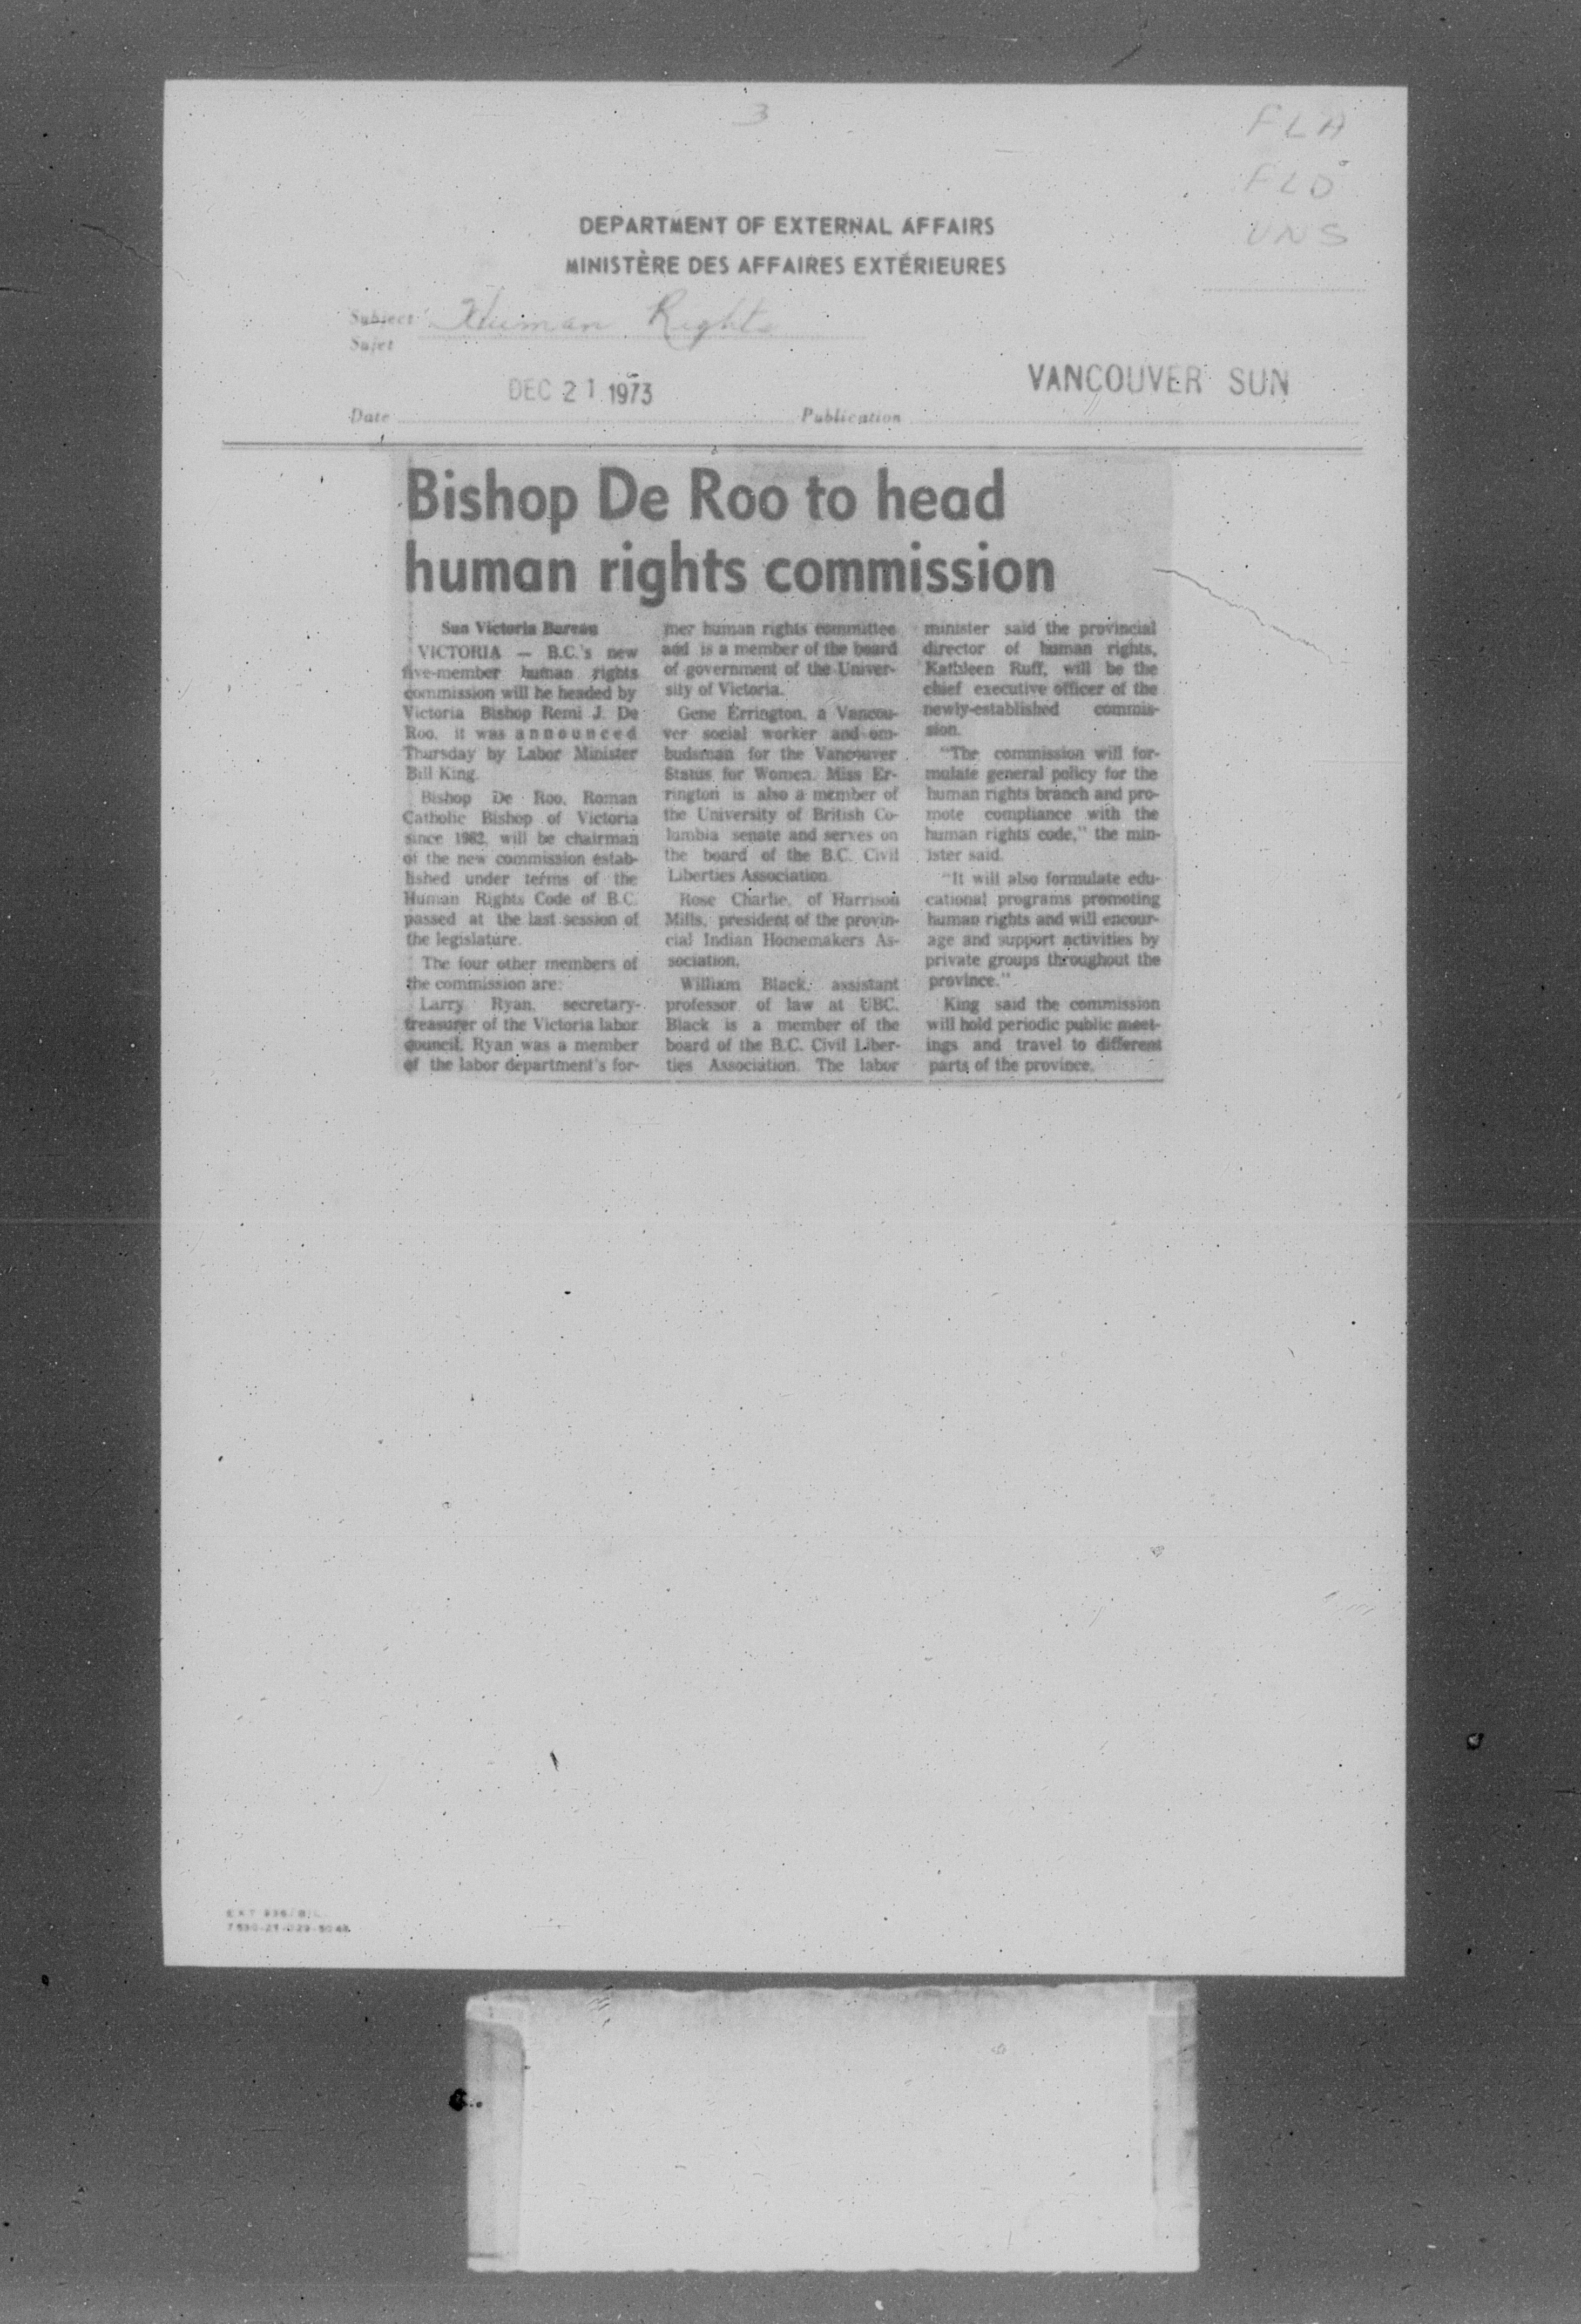 3
FLA
FLD
UNS
DEPARTMENT OF EXTERNAL AFFAIRS
MINISTÈRE DES AFFAIRES EXTÉRIEURES
Subject Human Rights
Sujet
DEC 21 1973
VANCOUVER SUN
Date
Publication
Bishop De Roo to head
human rights commission
Sun Victoria Bureau
VICTORIA — B.C.'s new
five-member human rights
commission will be headed by
Victoria Bishop Remi J. De
Roo, it was announced
Thursday by Labor Minister
Bill King.
Bishop De Roo, Roman
Catholic Bishop of Victoria
since 1962, will be chairman
of the new commission estab-
lished under terms of the
Human Rights Code of B.C.
passed at the last session of
the legislature.
The four other members of
the commission are:
Larry Ryan, secretary-
treasurer of the Victoria labor
council. Ryan was a member
of the labor department's for-
mer human rights committee
and is a member of the board
of government of the Univer-
sity of Victoria.
Gene Errington, a Vancou-
ver social worker and om-
budsman for the Vancouver
Status for Women. Miss Er-
rington is also a member of
the University of British Co-
lumbia senate and serves on
the board of the B.C. Civil
Liberties Association.
Rose Charlie, of Harrison
Mills, president of the provin-
cial Indian Homemakers As-
sociation.
William Black, assistant
professor of law at UBC.
Black is a member of the
board of the B.C. Civil Liber-
ties Association. The labor
minister said the provincial
director of human rights,
Kathleen Ruff, will be the
chief executive officer of the
newly-established commis-
sion.
"The commission will for-
mulate general policy for the
human rights branch and pro-
mote compliance with the
human rights code," the min-
ister said.
"It will also formulate edu-
cational programs promoting
human rights and will encour-
age and support activities by
private groups throughout the
province."
King said the commission
will hold periodic public meet-
ings and travel to different
parts of the province.
EXT